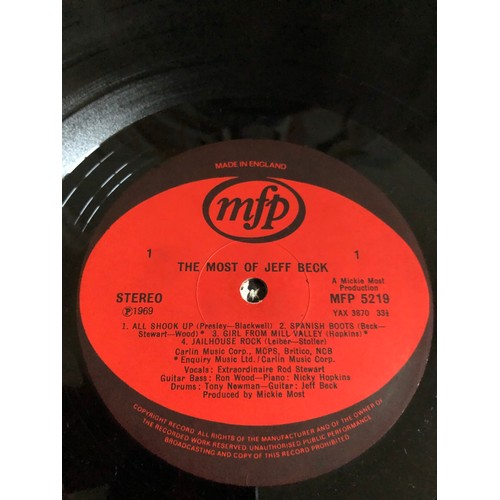 MADE IN ENGLAND
mfp
1
1
THE MOST OF JEFF BECK
A Mickie Most
Production
STEREO
MFP 5219
℗1969
YAX 3870 33⅓
1. ALL SHOOK UP (Presley—Blackwell) 2. SPANISH BOOTS (Beck—
Stewart—Wood)* 3. GIRL FROM MILL VALLEY (Hopkins)*
4. JAILHOUSE ROCK (Leiber—Stoller)
Carlin Music Corp., MCPS, Britico, NCB
* Enquiry Music Ltd./Carlin Music Corp.
Vocals: Extraordinaire Rod Stewart
Guitar Bass: Ron Wood—Piano: Nicky Hopkins
Drums: Tony Newman—Guitar: Jeff Beck
Produced by Mickie Most
COPYRIGHT RECORD ALL RIGHTS OF THE MANUFACTURER AND OF THE OWNER OF
THE RECORDED WORK RESERVED. UNAUTHORISED PUBLIC PERFORMANCE
BROADCASTING AND COPY OF THIS RECORD PROHIBITED